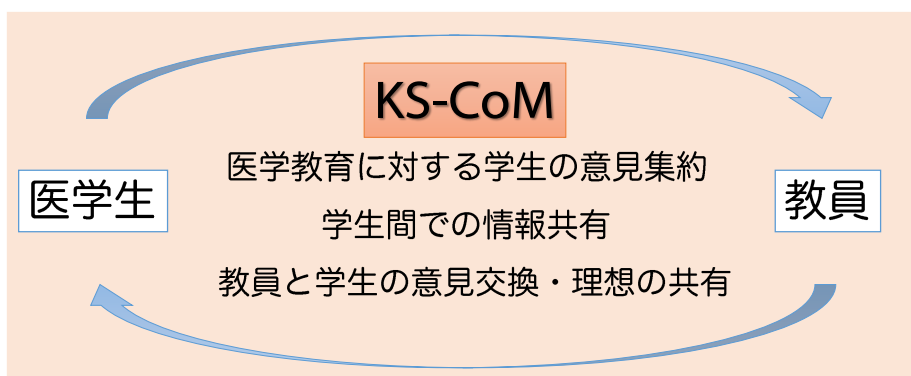 KS-CoM
医学教育に対する学生の意見集約
医学生
教員
学生間での情報共有
教員と学生の意見交換・理想の共有